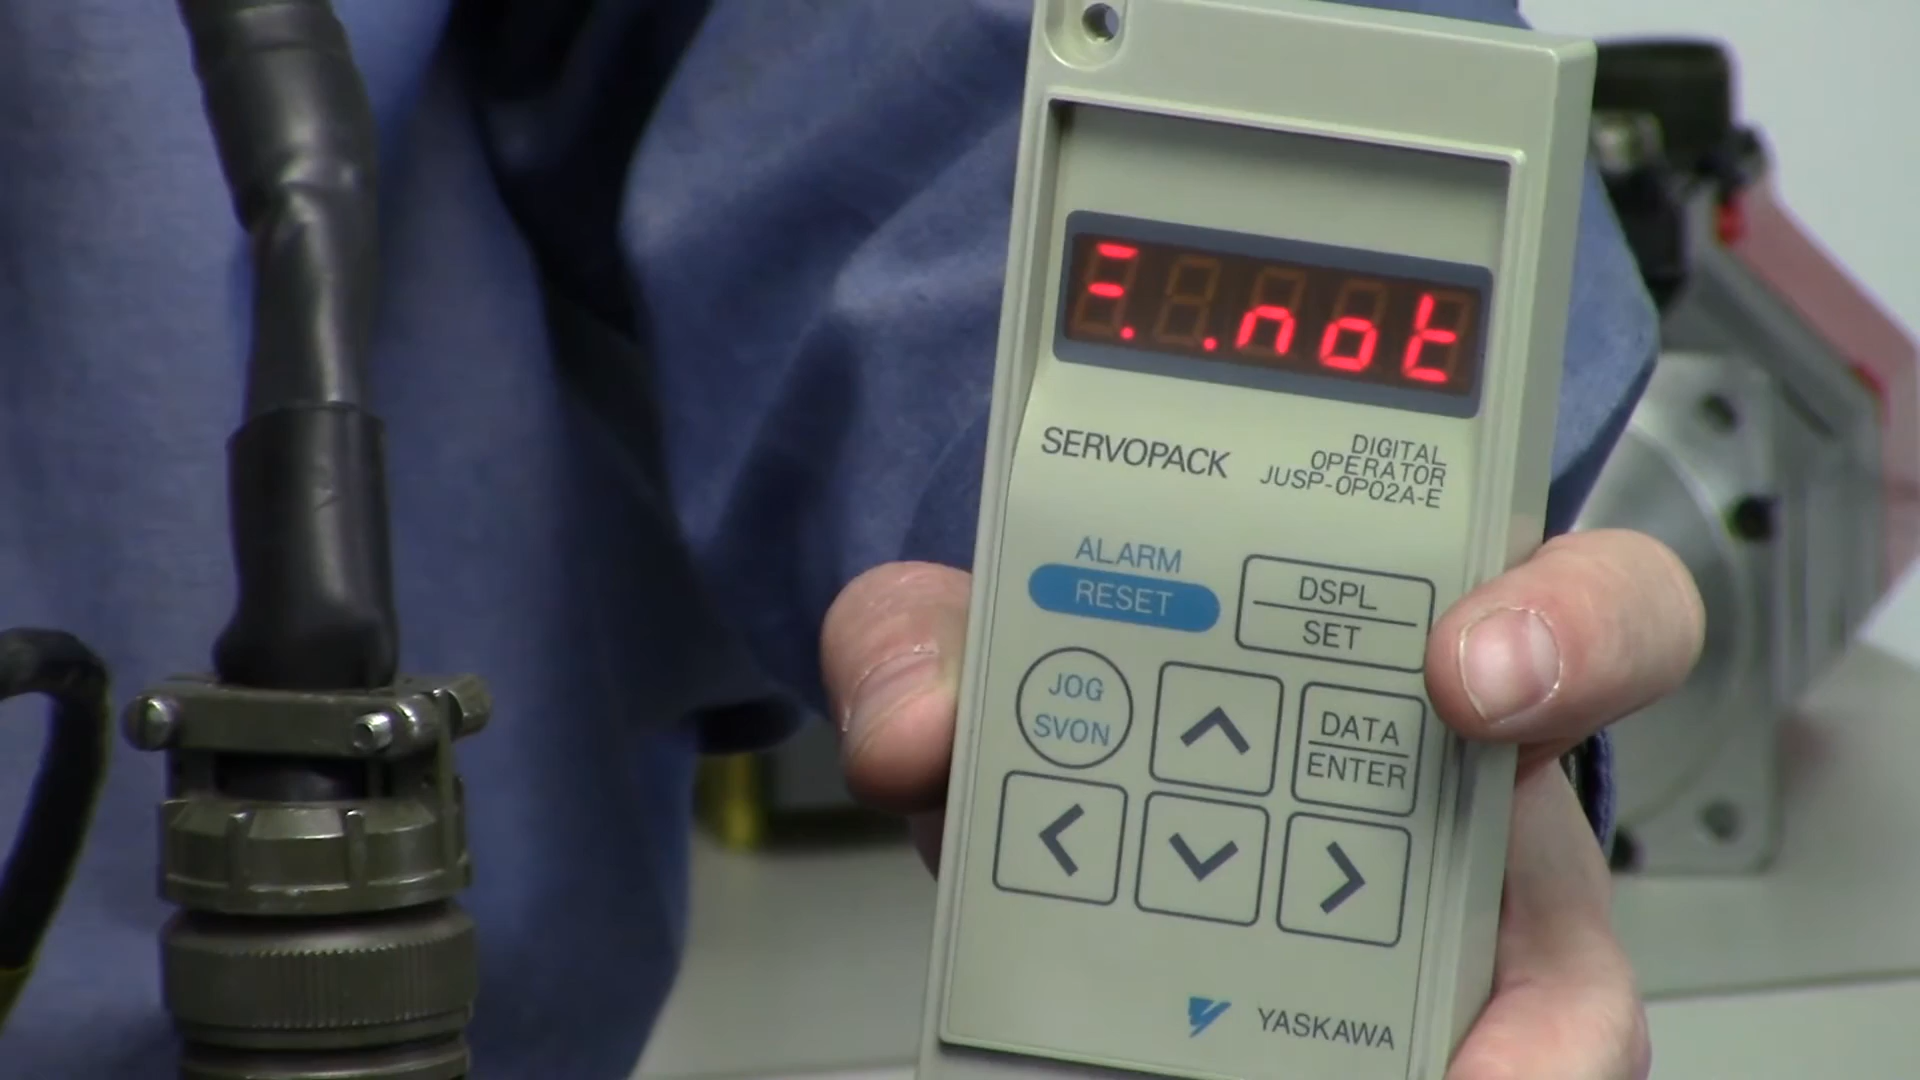 not
SERVOPACK
DIGITAL
OPERATOR
JUSP-OP02A-E
ALARM
RESET
DSPL
SET
JOG
SVON
DATA
ENTER
YASKAWA